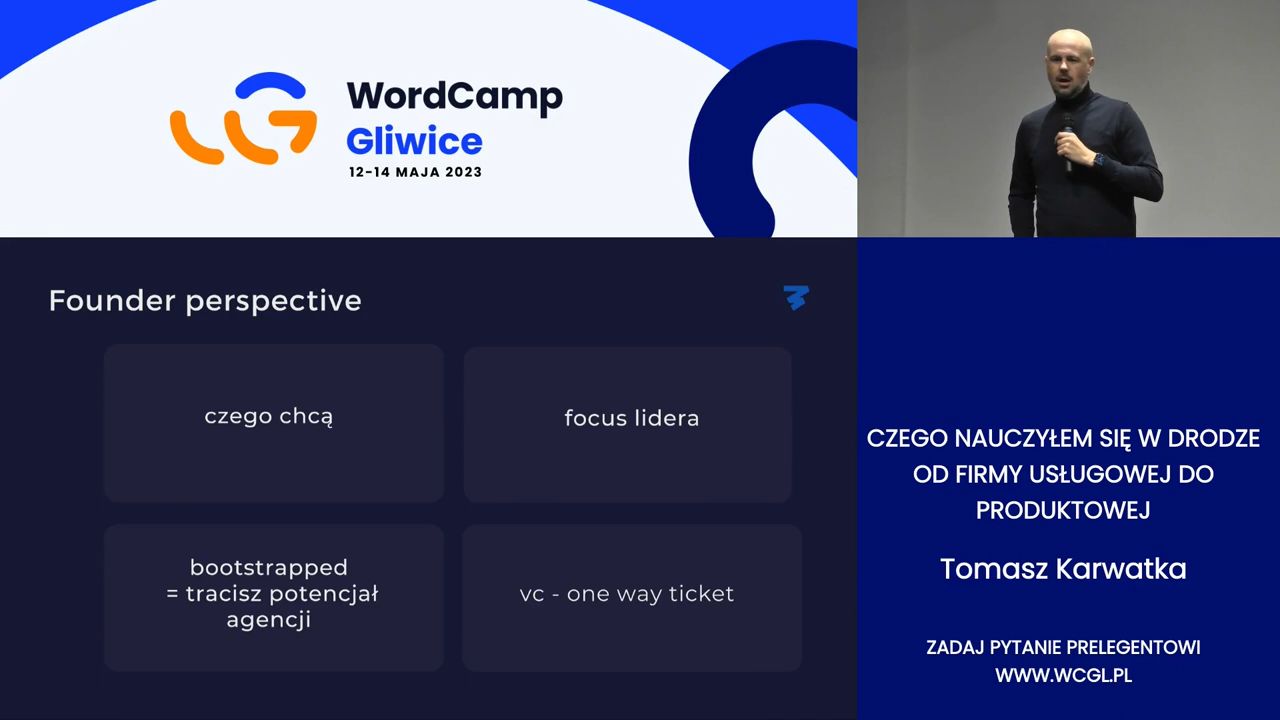 WordCamp
Gliwice
12-14 MAJA 2023
Founder perspective
czego chcą
focus lidera
bootstrapped
= tracisz potencjał
agencji
vc - one way ticket
CZEGO NAUCZYŁEM SIĘ W DRODZE
OD FIRMY USŁUGOWEJ DO
PRODUKTOWEJ
Tomasz Karwatka
ZADAJ PYTANIE PRELEGENTOWI
WWW.WCGL.PL